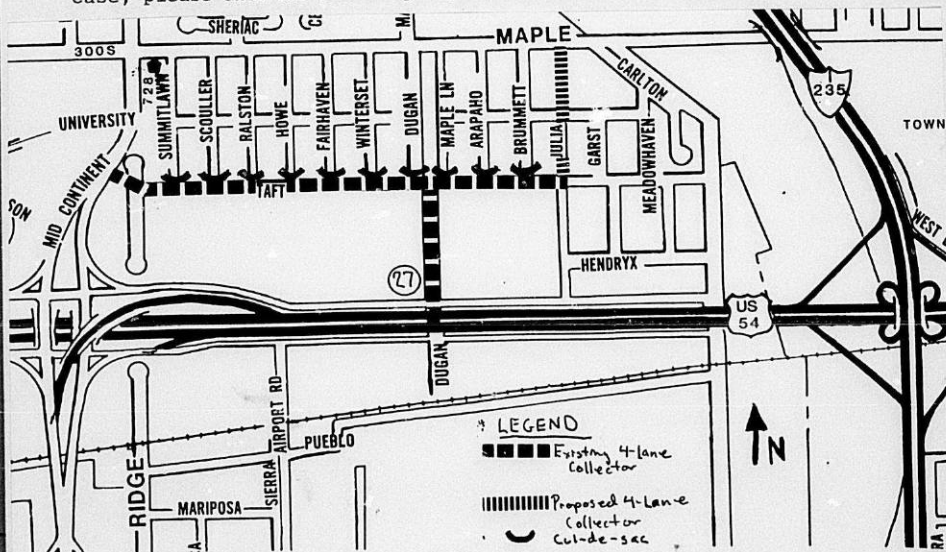 SHERIAC
300S
MAPLE
CARLTON
235
TOWN
728
UNIVERSITY
SUMMITLAWN
SCOULLER
RALSTON
HOWE
FAIRHAVEN
WINTERSET
DUGAN
MAPLE LN
ARAPAHO
BRUMMETT
JULIA
GARST
MEADOWHAVEN
TAFT
MID CONTINENT
SON
WEST
HENDRYX
27
US
54
DUGAN
AIRPORT RD
PUEBLO
SIERRA
RIDGE
MARIPOSA
N
LEGEND
Existing 4-lane
Collector
Proposed 4-Lane
Collector
Cul-de-sac